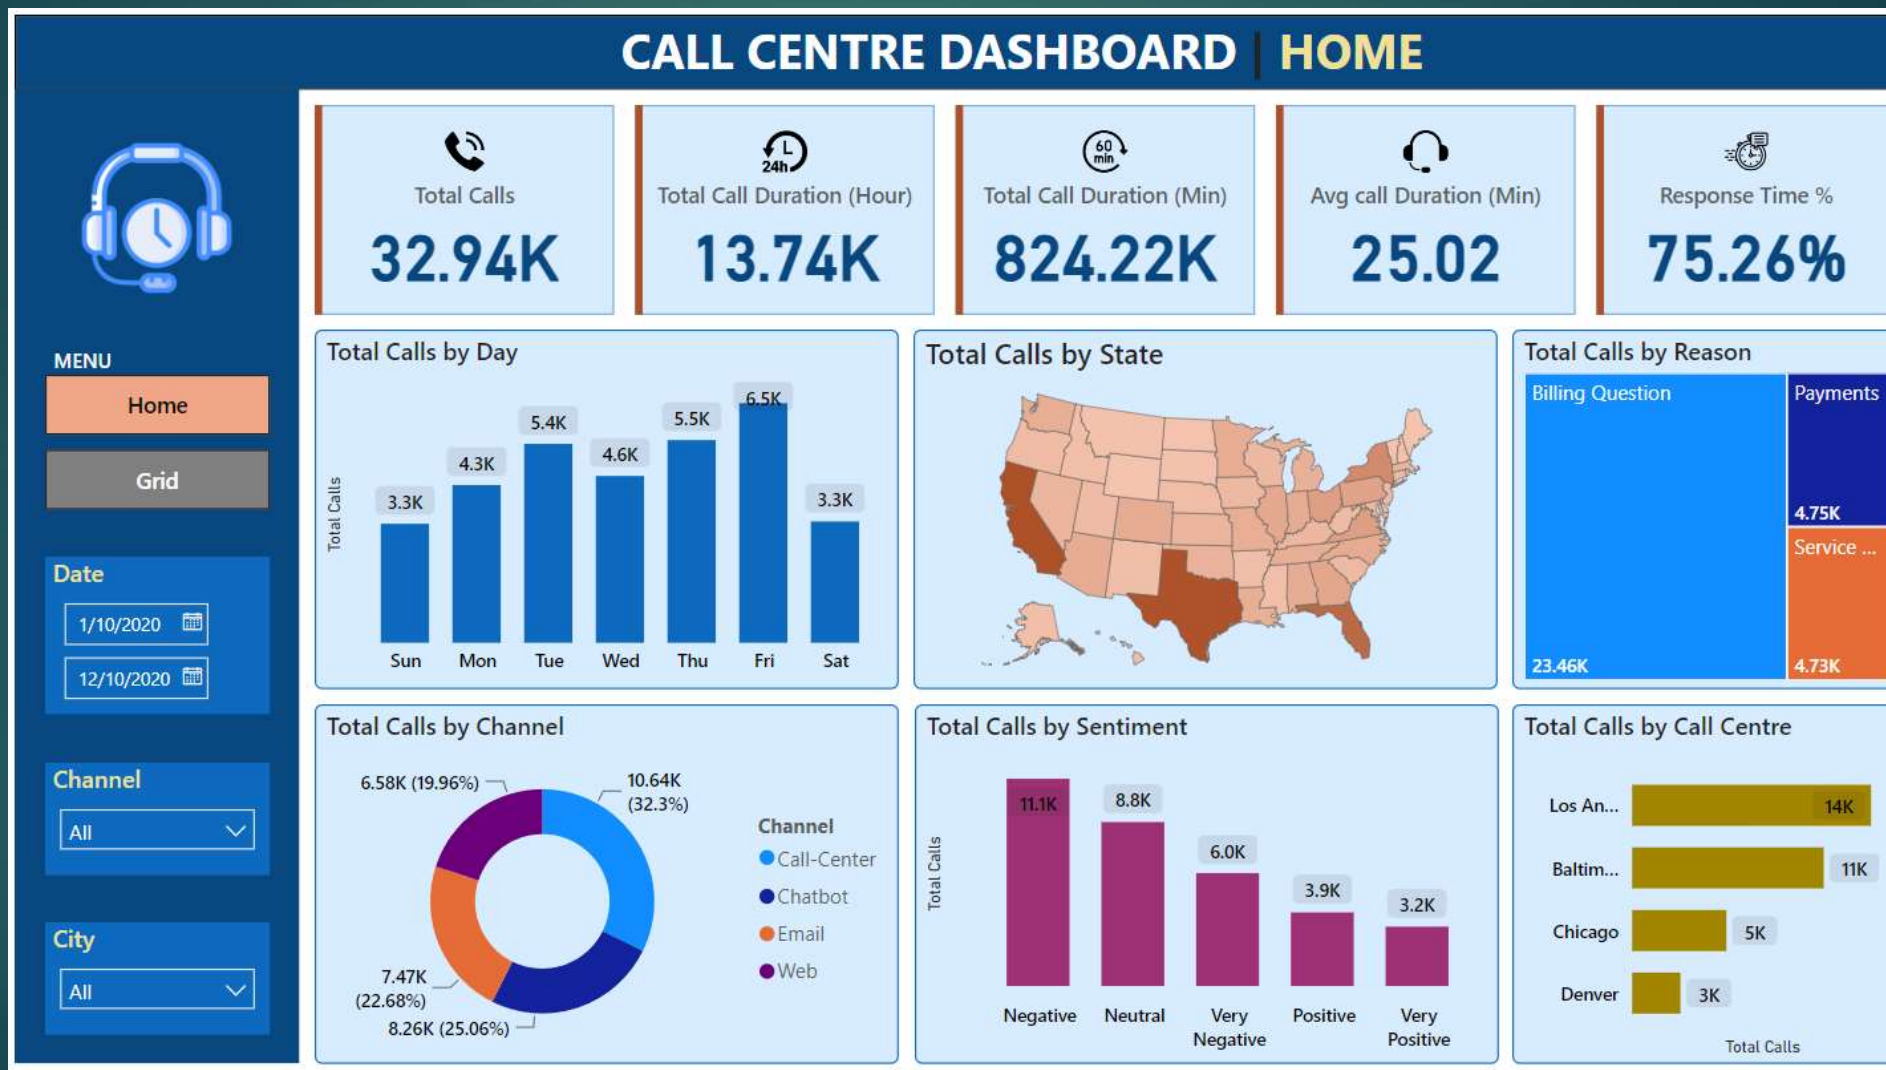 CALL CENTRE DASHBOARD | HOME
MENU
Home
Grid
Date
1/10/2020
12/10/2020
Channel
All
City
All
Total Calls
32.94K
24h
Total Call Duration (Hour)
13.74K
60
min
Total Call Duration (Min)
824.22K
Avg call Duration (Min)
25.02
Response Time %
75.26%
Total Calls by Day
Total Calls
3.3K
4.3K
5.4K
4.6K
5.5K
6.5K
3.3K
Sun Mon Tue Wed Thu Fri Sat
Total Calls by State
Total Calls by Reason
Billing Question
23.46K
Payments
4.75K
Service ...
4.73K
Total Calls by Channel
6.58K (19.96%)
10.64K
(32.3%)
7.47K
(22.68%)
8.26K (25.06%)
Channel
Call-Center
Chatbot
Email
Web
Total Calls by Sentiment
Total Calls
11.1K
8.8K
6.0K
3.9K
3.2K
Negative
Neutral
Very
Negative
Positive
Very
Positive
Total Calls by Call Centre
Los An... 14K
Baltim... 11K
Chicago 5K
Denver 3K
Total Calls